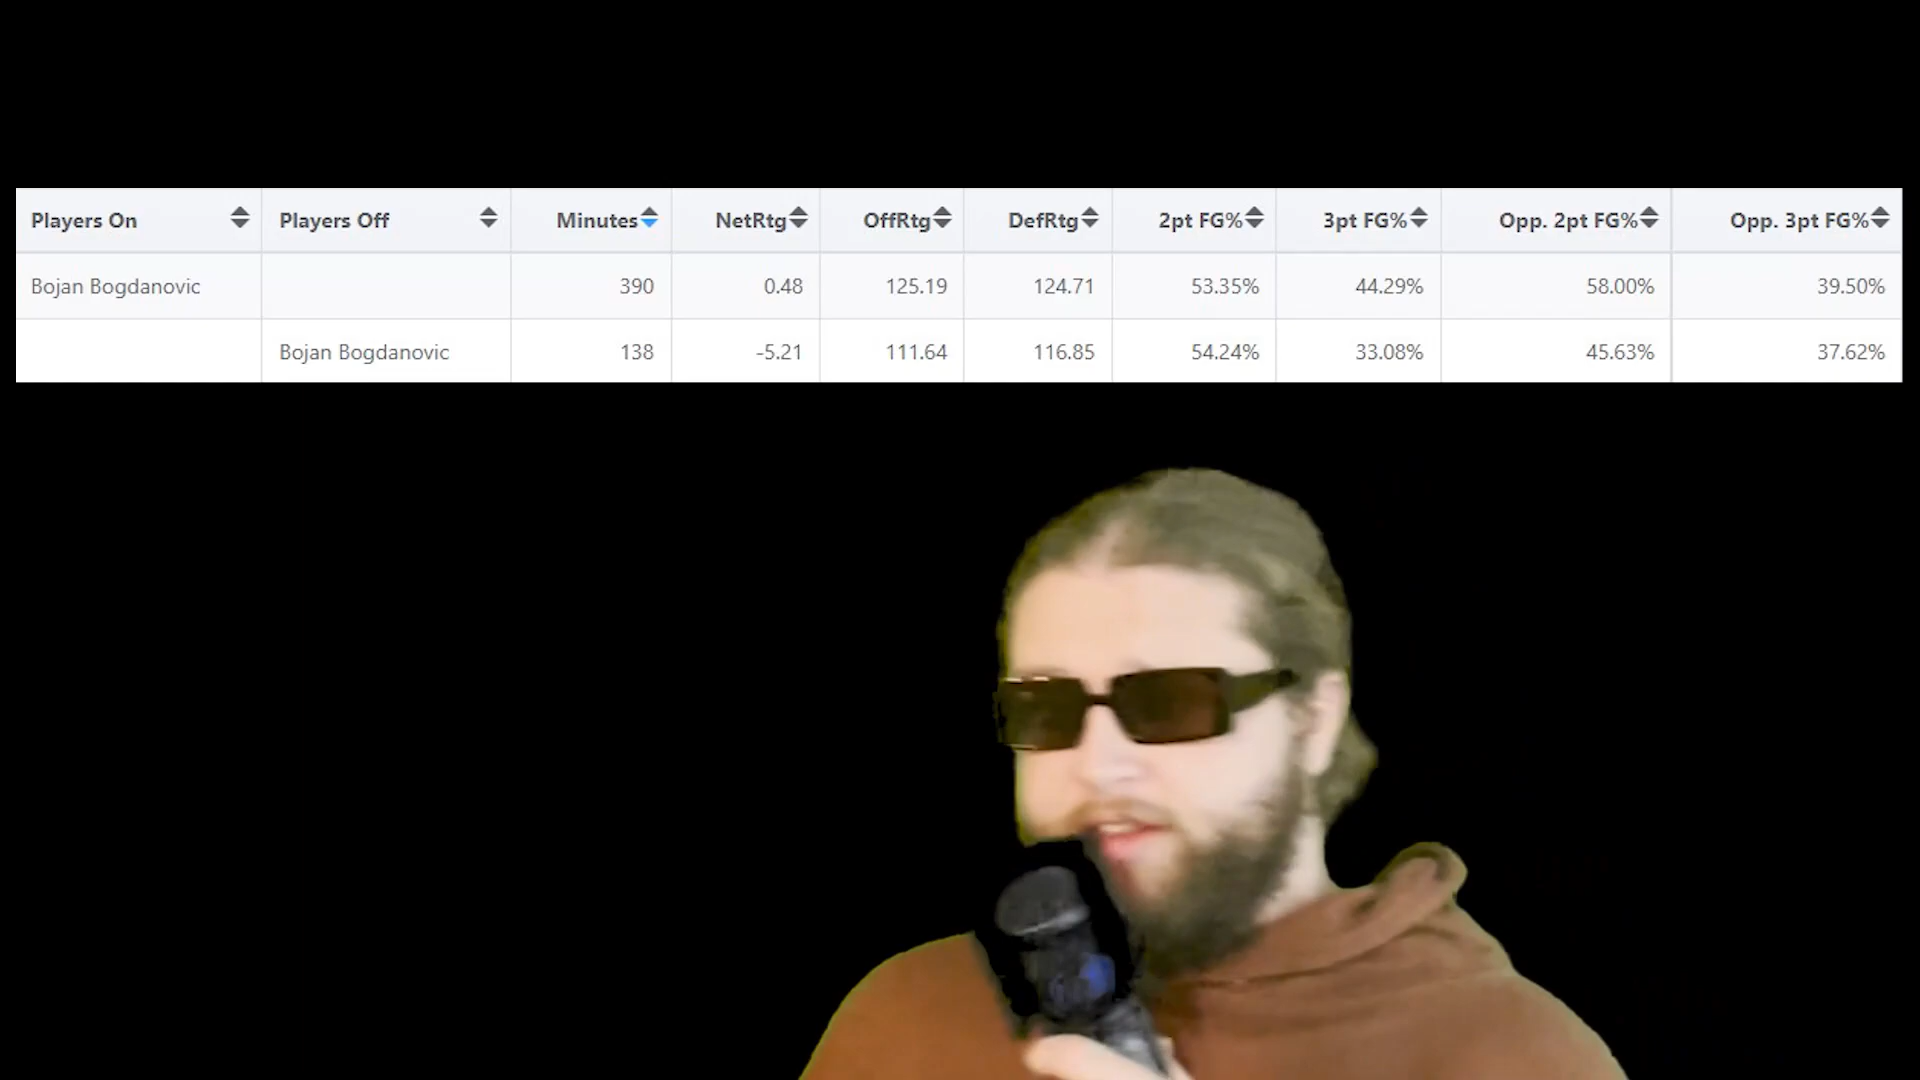 Players On Players Off Minutes NetRtg OffRtg DefRtg 2pt FG% 3pt FG% Opp. 2pt FG% Opp. 3pt FG%
Bojan Bogdanovic 390 0.48 125.19 124.71 53.35% 44.29% 58.00% 39.50%
Bojan Bogdanovic 138 -5.21 111.64 116.85 54.24% 33.08% 45.63% 37.62%